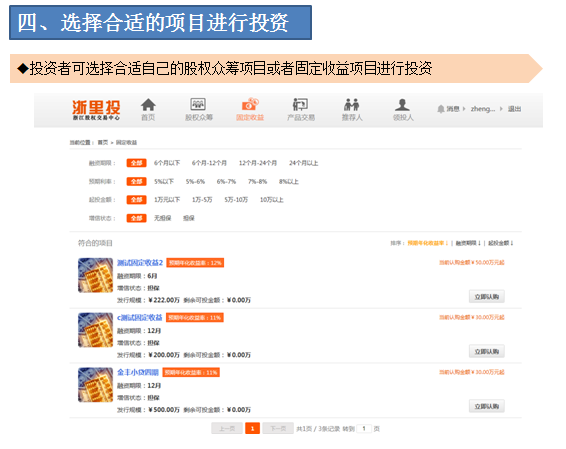 四、选择合适的项目进行投资
◆投资者可选择合适自己的股权众筹项目或者固定收益项目进行投资
浙里投
浙江股权交易中心
首页 股权众筹 固定收益 产品交易 推荐人 领投人
消息 zheng... 退出
当前位置： 首页 > 固定收益
融资期限： 全部 6个月以下 6个月-12个月 12个月-24个月 24个月以上
预期利率： 全部 5%以下 5%-6% 6%-7% 7%-8% 8%以上
起投金额： 全部 1万元以下 1万-5万 5万-10万 10万以上
增信状态： 全部 无担保 担保
符合的项目 排序： 预期年化收益率↓ | 融资期限↓ | 起投金额↓
测试固定收益2 预期年化收益率：12% 当前认购金额￥50.00万元起
融资期限：6月
增信状态：担保
发行规模：￥222.00万 剩余可投金额：￥0.00万 立即认购
c测试固定收益 预期年化收益率：11% 当前认购金额￥30.00万元起
融资期限：12月
增信状态：担保
发行规模：￥200.00万 剩余可投金额：￥0.00万 立即认购
金丰小贷四期 预期年化收益率：11% 当前认购金额￥30.00万元起
融资期限：12月
增信状态：担保
发行规模：￥500.00万 剩余可投金额：￥0.00万 立即认购
上一页 1 下一页 共1页 / 3条记录 转到 1 页